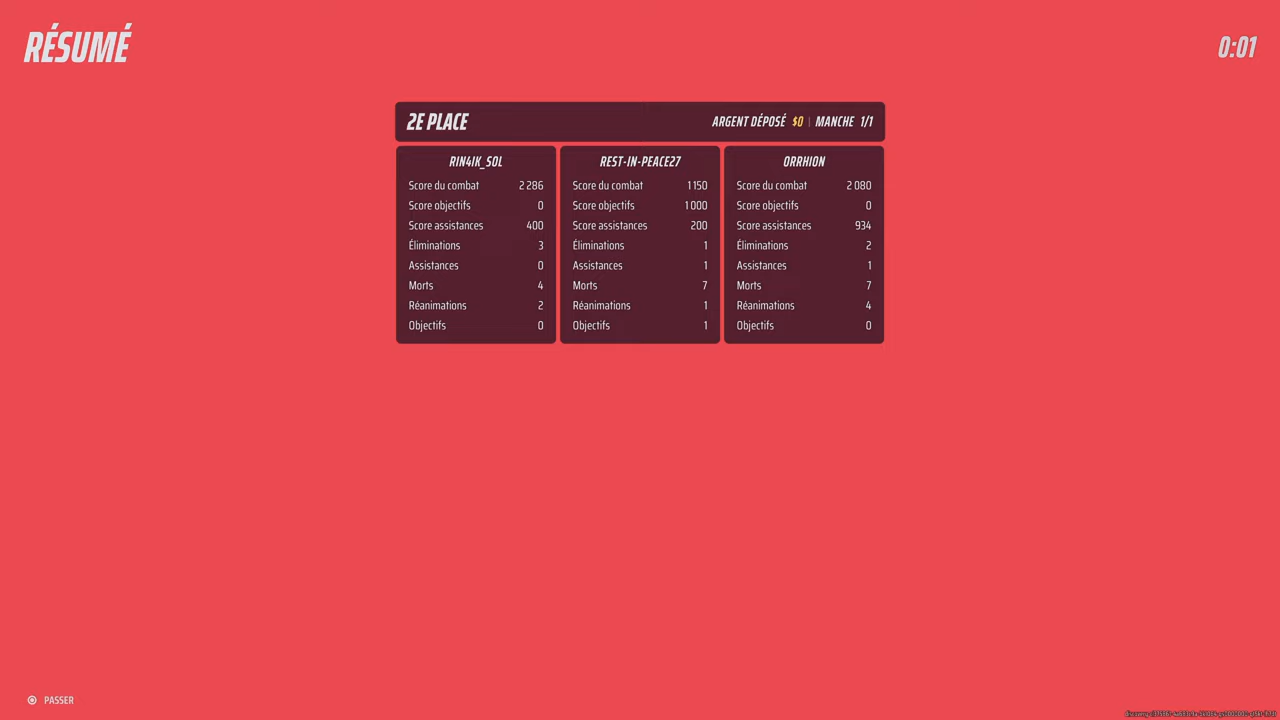 RÉSUMÉ
0:01
2E PLACE
ARGENT DÉPOSÉ $0 | MANCHE 1/1
RIN4IK_SOL
Score du combat 2 286
Score objectifs 0
Score assistances 400
Éliminations 3
Assistances 0
Morts 4
Réanimations 2
Objectifs 0
REST-IN-PEACE27
Score du combat 1 150
Score objectifs 1 000
Score assistances 200
Éliminations 1
Assistances 1
Morts 7
Réanimations 1
Objectifs 1
ORRHION
Score du combat 2 080
Score objectifs 0
Score assistances 934
Éliminations 2
Assistances 1
Morts 7
Réanimations 4
Objectifs 0
PASSER